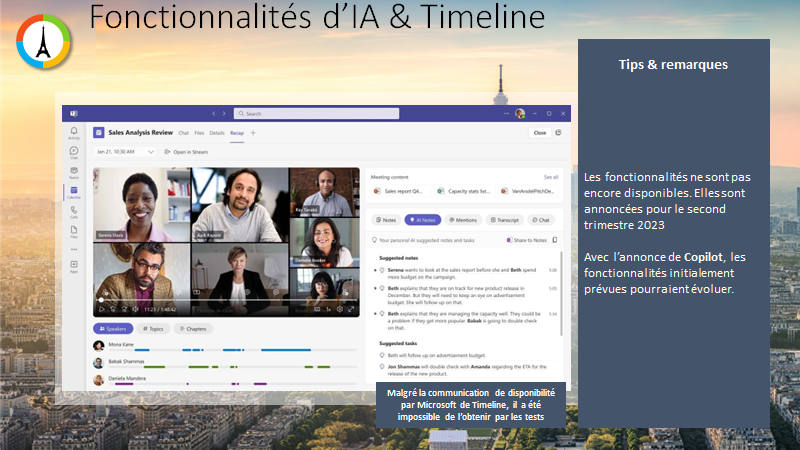 Fonctionnalités d'IA & Timeline
Tips & remarques
Les fonctionnalités ne sont pas
encore disponibles. Elles sont
annoncées pour le second
trimestre 2023
Avec l'annonce de Copilot, les
fonctionnalités initialement
prévues pourraient évoluer.
Search
Sales Analysis Review
Chat Files Details Recap
Close
Jan 21, 10:30 AM
Open in Stream
Activity
Chat
Teams
Calendar
Calls
Files
Apps
Serena Davis
Aadi Kapoor
Ray Tanaka
Danielle Booker
11:23 / 1:40:42
1x
Speakers Topics Chapters
Mona Kane
Babak Shammas
Daniela Mandera
Meeting content
See all
Sales report Q4...
Capacity stats list...
VanArsdelPitchDe...
Notes AI Notes Mentions Transcript Chat
Your personal AI suggested notes and tasks
Share to Notes
Suggested notes
Serena wants to look at the sales report before she and Beth spend
more budget on the campaign.
Beth explains that they are on track for new product release in
December. But they will need to keep an eye on advertisement
budget. She will follow up on that.
Beth explains that they are managing the capacity well. They could be
a problem if they get more popular. Babak is going to double check
on that.
Suggested tasks
Beth will follow up on advertisement budget.
Jon Shammas will double check with Amanda regarding the ETA for the
release of the new product.
Malgré la communication de disponibilité
par Microsoft de Timeline, il a été
impossible de l'obtenir par les tests